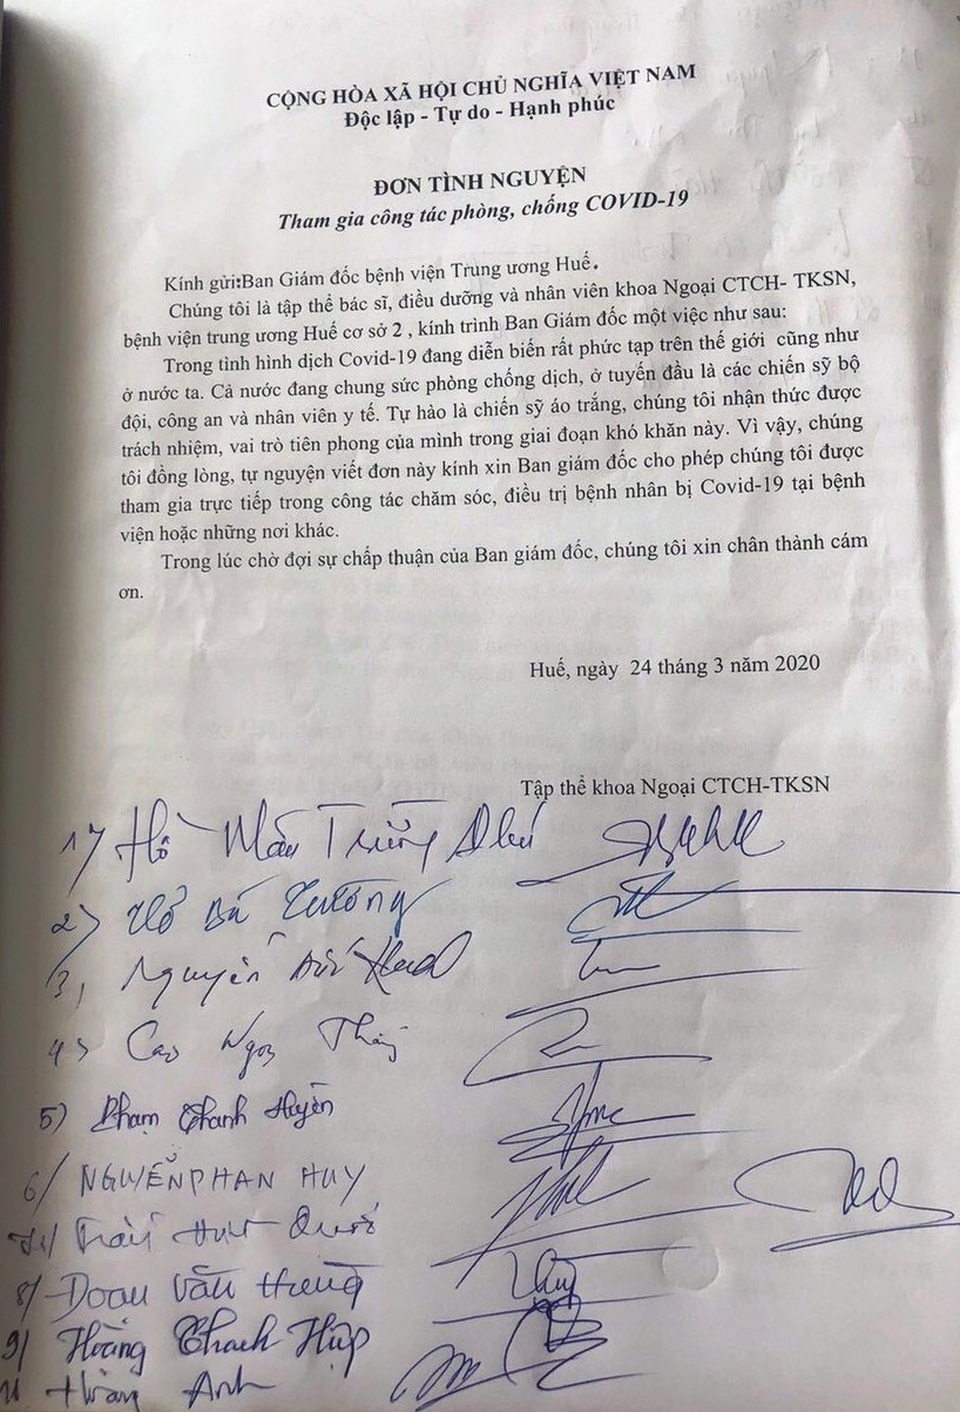 CỘNG HÒA XÃ HỘI CHỦ NGHĨA VIỆT NAM
Độc lập - Tự do - Hạnh phúc
ĐƠN TÌNH NGUYỆN
Tham gia công tác phòng, chống COVID-19
Kính gửi:Ban Giám đốc bệnh viện Trung ương Huế.
Chúng tôi là tập thể bác sĩ, điều dưỡng và nhân viên khoa Ngoại CTCH- TKSN,
bệnh viện trung ương Huế cơ sở 2 , kính trình Ban Giám đốc một việc như sau:
Trong tình hình dịch Covid-19 đang diễn biến rất phức tạp trên thế giới cũng như
ở nước ta. Cả nước đang chung sức phòng chống dịch, ở tuyến đầu là các chiến sỹ bộ
đội, công an và nhân viên y tế. Tự hào là chiến sỹ áo trắng, chúng tôi nhận thức được
trách nhiệm, vai trò tiên phong của mình trong giai đoạn khó khăn này. Vì vậy, chúng
tôi đồng lòng, tự nguyện viết đơn này kính xin Ban giám đốc cho phép chúng tôi được
tham gia trực tiếp trong công tác chăm sóc, điều trị bệnh nhân bị Covid-19 tại bệnh
viện hoặc những nơi khác.
Trong lúc chờ đợi sự chấp thuận của Ban giám đốc, chúng tôi xin chân thành cám
ơn.
Huế, ngày 24 tháng 3 năm 2020
Tập thể khoa Ngoại CTCH-TKSN
1) Hồ Mẫn Trường
2) Bá
3, Nguyễn
4) Cao Ngọc
5) Phạm Thanh Huyền
6/ NGUYỄN PHAN HUY
Trần
8/ Đoàn Văn Hưng
9) Hoàng Thanh Hiệp
Hoàng Anh